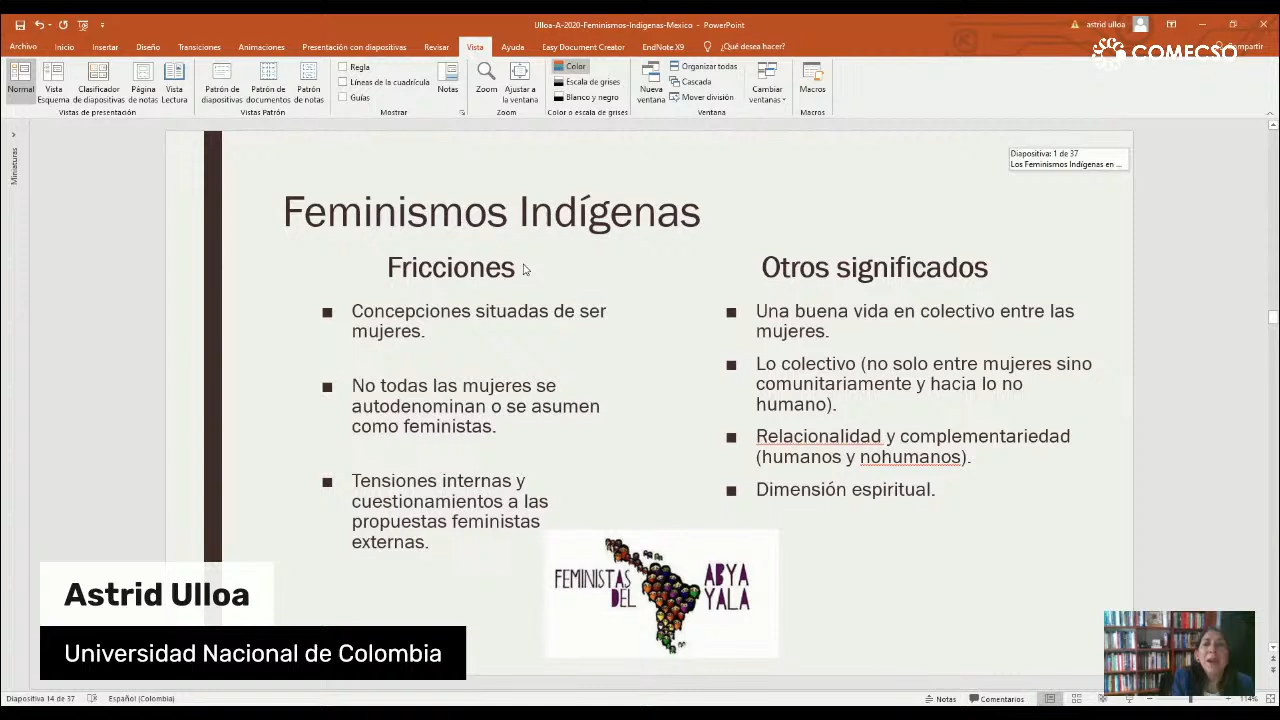 Ulloa-A-2020-Feminismos-Indigenas-Mexico - PowerPoint
astrid ulloa
Archivo Inicio Insertar Diseño Transiciones Animaciones Presentación con diapositivas Revisar Vista Ayuda Easy Document Creator EndNote X9 ¿Qué desea hacer? Compartir
COMECSO
Normal
Vista Esquema
Clasificador de diapositivas
Página de notas
Vista Lectura
Vistas de presentación
Patrón de diapositivas
Patrón de documentos
Patrón de notas
Vistas Patrón
Regla
Líneas de la cuadrícula
Guías
Mostrar
Notas
Zoom
Ajustar a la ventana
Zoom
Color
Escala de grises
Blanco y negro
Color o escala de grises
Nueva ventana
Organizar todas
Cascada
Mover división
Ventana
Cambiar ventanas
Macros
Macros
Miniaturas
Diapositiva: 1 de 37
Los Feminismos Indígenas en ...
Feminismos Indígenas
Fricciones
Concepciones situadas de ser
mujeres.
No todas las mujeres se
autodenominan o se asumen
como feministas.
Tensiones internas y
cuestionamientos a las
propuestas feministas
externas.
Otros significados
Una buena vida en colectivo entre las
mujeres.
Lo colectivo (no solo entre mujeres sino
comunitariamente y hacia lo no
humano).
Relacionalidad y complementariedad
(humanos y nohumanos).
Dimensión espiritual.
FEMINISTAS
DEL
ABYA
YALA
Astrid Ulloa
Universidad Nacional de Colombia
Diapositiva 14 de 37 Español (Colombia) Notas Comentarios 114%